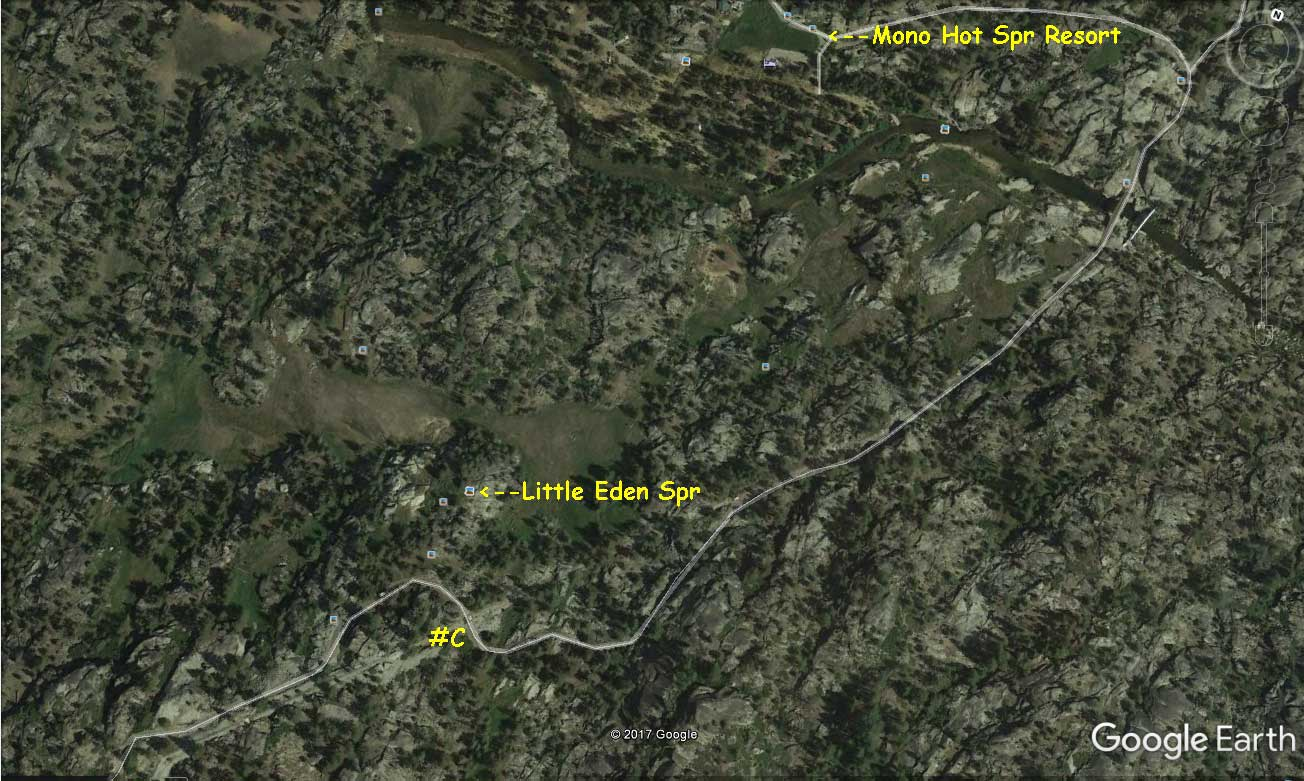 N
<--Mono Hot Spr Resort
<--Little Eden Spr
#C
© 2017 Google
Google Earth